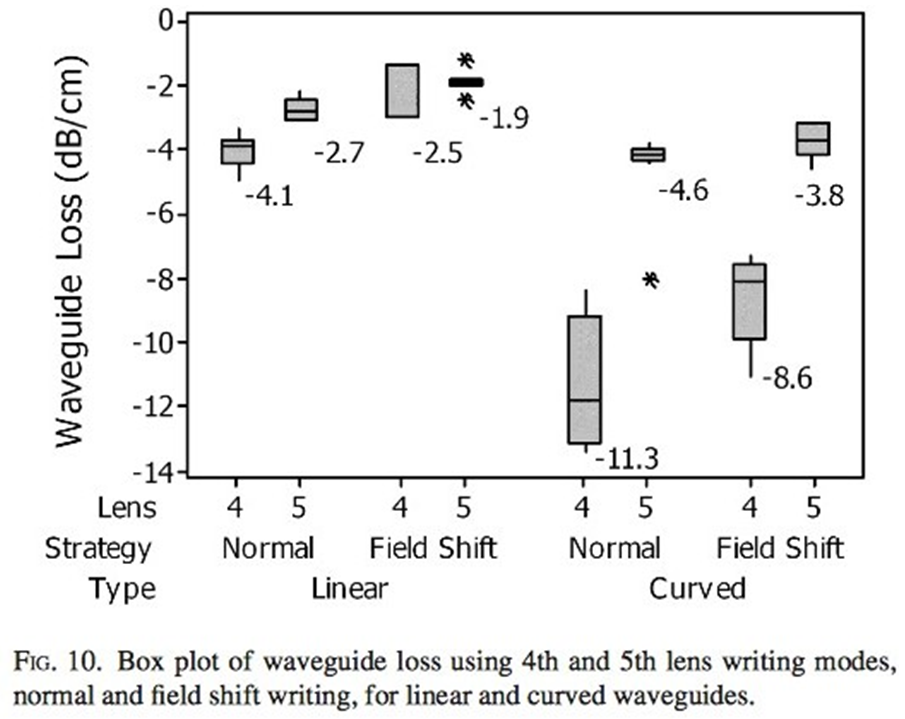 0
-2
-4
-6
-8
-10
-12
-14
Waveguide Loss (dB/cm)
-4.1
-2.7
-2.5
-1.9
-11.3
-4.6
-8.6
-3.8
Lens 4 5 4 5 4 5 4 5
Strategy Normal Field Shift Normal Field Shift
Type Linear Curved
FIG. 10. Box plot of waveguide loss using 4th and 5th lens writing modes,
normal and field shift writing, for linear and curved waveguides.